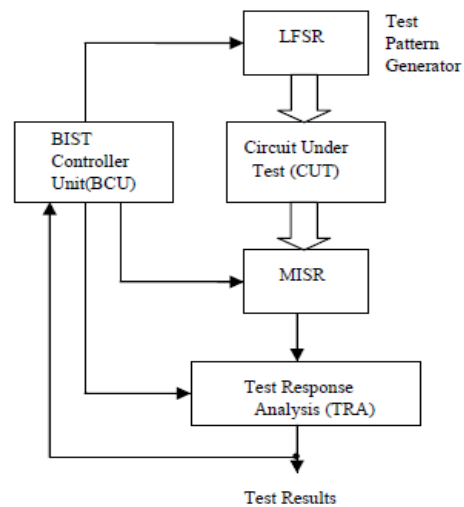 LFSR
Test
Pattern
Generator
BIST
Controller
Unit(BCU)
Circuit Under
Test (CUT)
MISR
Test Response
Analysis (TRA)
Test Results